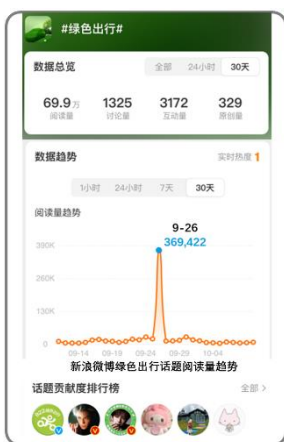 #绿色出行#
数据总览 全部 24小时 30天
69.9万 1325 3172 329
阅读量 讨论量 互动量 原创量
数据趋势 实时热度 1
1小时 24小时 7天 30天
阅读量趋势
9-26
369,422
390K
260K
130K
0
09-14 09-19 09-24 09-29 10-04
新浪微博绿色出行话题阅读量趋势
话题贡献度排行榜 全部 >